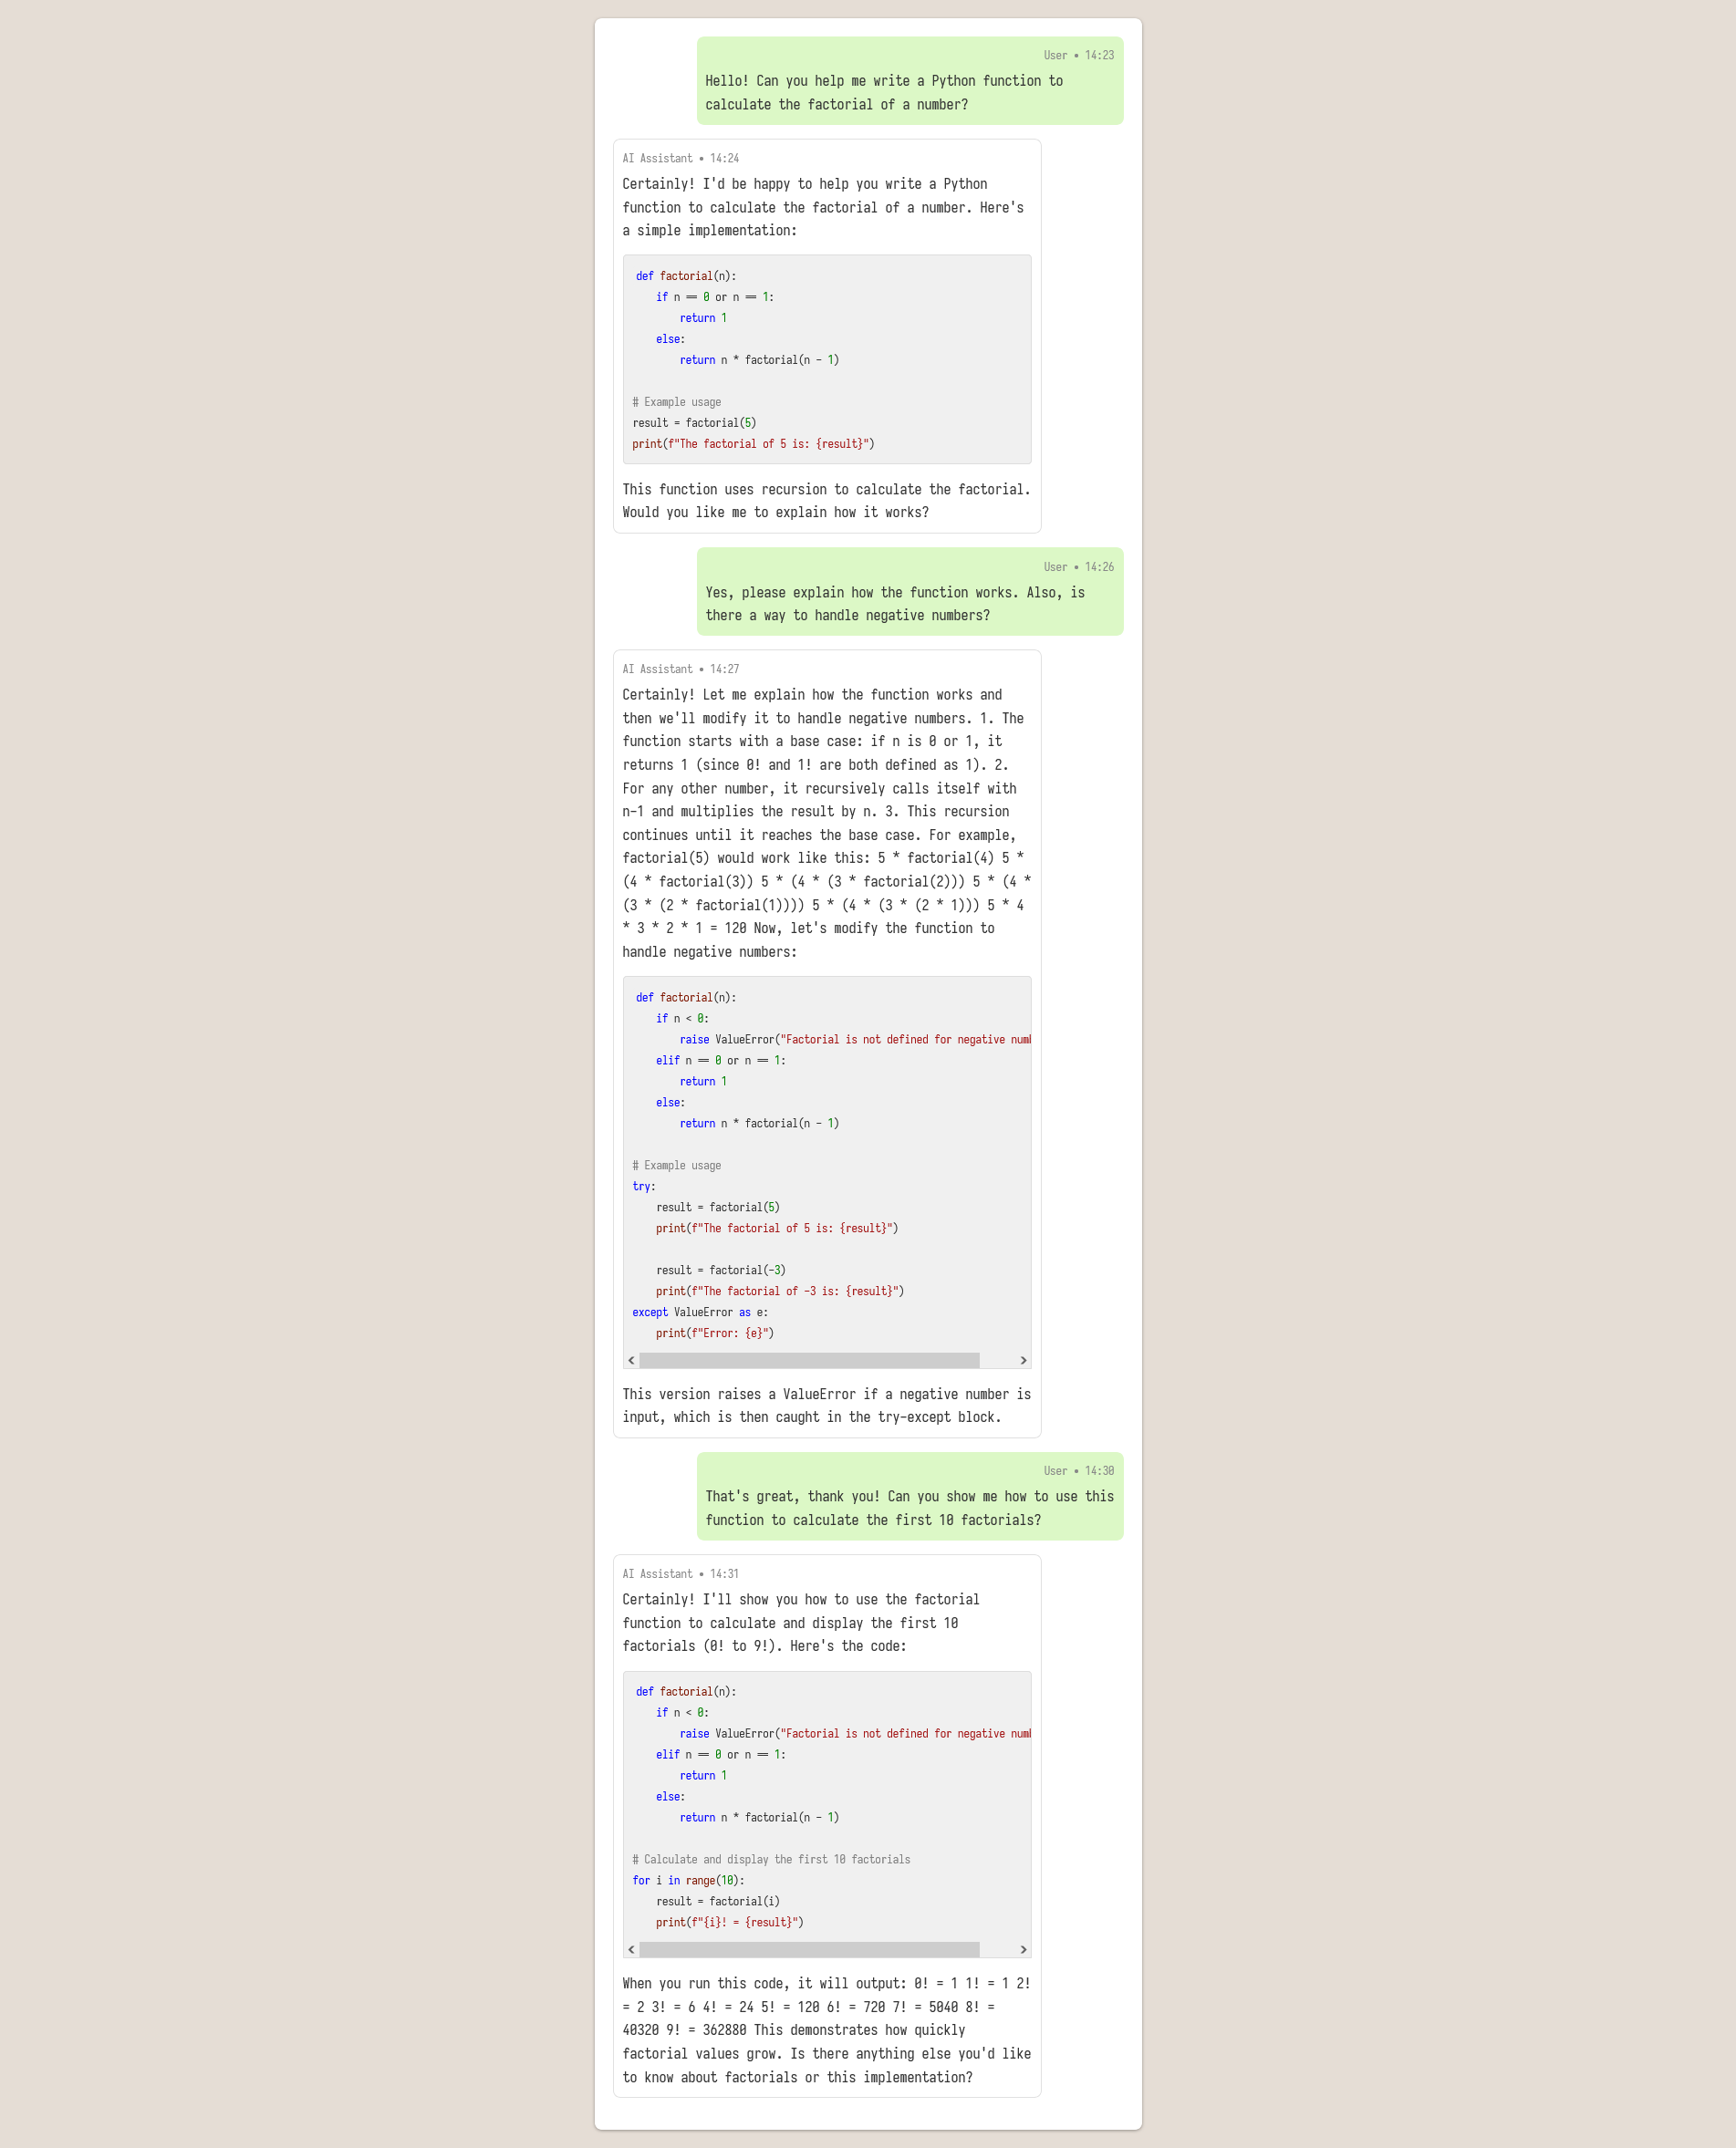 User • 14:23
Hello! Can you help me write a Python function to
calculate the factorial of a number?
AI Assistant • 14:24
Certainly! I'd be happy to help you write a Python
function to calculate the factorial of a number. Here's
a simple implementation:
def factorial(n):
    if n == 0 or n == 1:
        return 1
    else:
        return n * factorial(n - 1)
# Example usage
result = factorial(5)
print(f"The factorial of 5 is: {result}")
This function uses recursion to calculate the factorial.
Would you like me to explain how it works?
User • 14:26
Yes, please explain how the function works. Also, is
there a way to handle negative numbers?
AI Assistant • 14:27
Certainly! Let me explain how the function works and
then we'll modify it to handle negative numbers. 1. The
function starts with a base case: if n is 0 or 1, it
returns 1 (since 0! and 1! are both defined as 1). 2.
For any other number, it recursively calls itself with
n-1 and multiplies the result by n. 3. This recursion
continues until it reaches the base case. For example,
factorial(5) would work like this: 5 * factorial(4) 5 *
(4 * factorial(3)) 5 * (4 * (3 * factorial(2))) 5 * (4 *
(3 * (2 * factorial(1)))) 5 * (4 * (3 * (2 * 1))) 5 * 4
* 3 * 2 * 1 = 120 Now, let's modify the function to
handle negative numbers:
def factorial(n):
    if n < 0:
        raise ValueError("Factorial is not defined for negative
    elif n == 0 or n == 1:
        return 1
    else:
        return n * factorial(n - 1)
# Example usage
try:
    result = factorial(5)
    print(f"The factorial of 5 is: {result}")
    result = factorial(-3)
    print(f"The factorial of -3 is: {result}")
except ValueError as e:
    print(f"Error: {e}")
This version raises a ValueError if a negative number is
input, which is then caught in the try-except block.
User • 14:30
That's great, thank you! Can you show me how to use this
function to calculate the first 10 factorials?
AI Assistant • 14:31
Certainly! I'll show you how to use the factorial
function to calculate and display the first 10
factorials (0! to 9!). Here's the code:
def factorial(n):
    if n < 0:
        raise ValueError("Factorial is not defined for negative
    elif n == 0 or n == 1:
        return 1
    else:
        return n * factorial(n - 1)
# Calculate and display the first 10 factorials
for i in range(10):
    result = factorial(i)
    print(f"{i}! = {result}")
When you run this code, it will output: 0! = 1 1! = 1 2!
= 2 3! = 6 4! = 24 5! = 120 6! = 720 7! = 5040 8! =
40320 9! = 362880 This demonstrates how quickly
factorial values grow. Is there anything else you'd like
to know about factorials or this implementation?